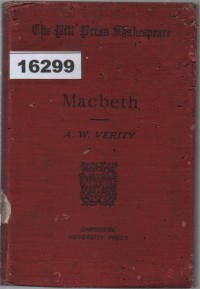 The Pitt Press Shakespeare
16299
Macbeth
A. W. VERITY
CAMBRIDGE
UNIVERSITY PRESS